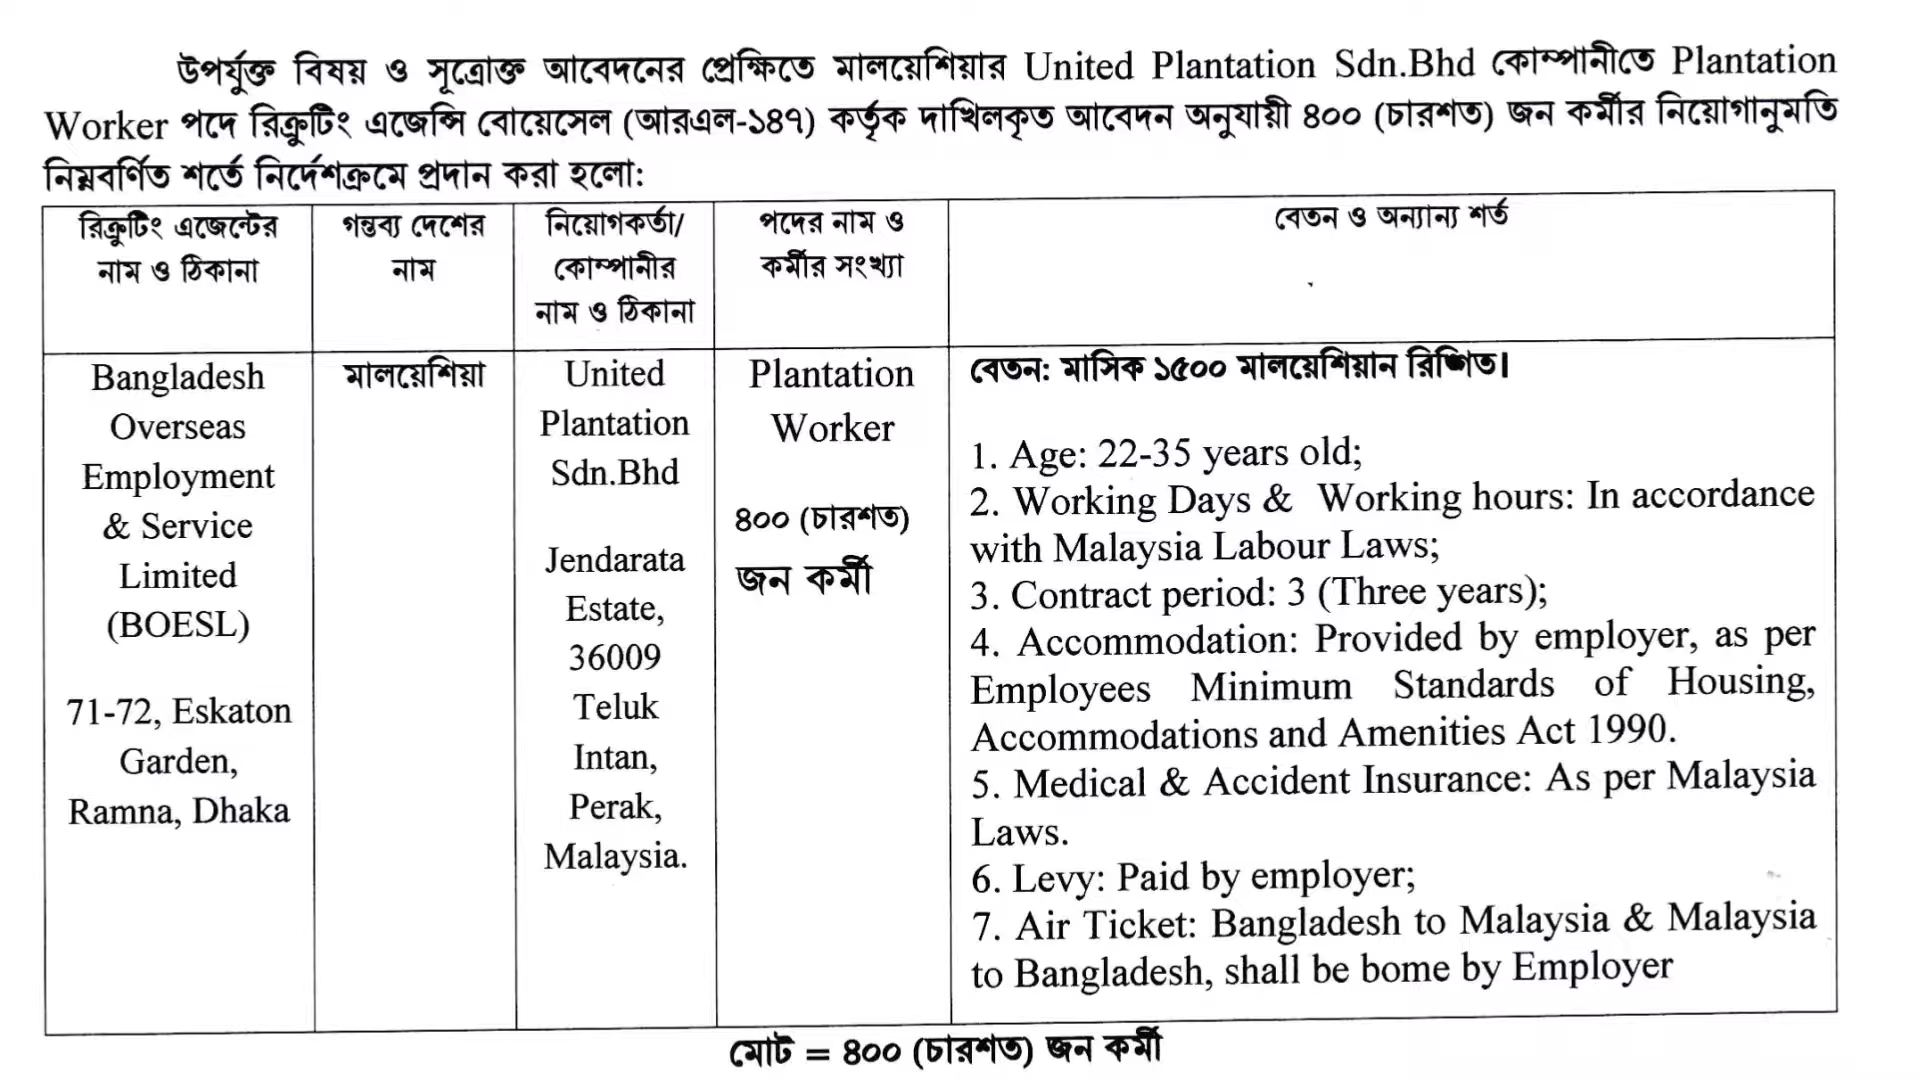 উপর্যুক্ত বিষয় ও সূত্রোক্ত আবেদনের প্রেক্ষিতে মালয়েশিয়ার United Plantation Sdn.Bhd কোম্পানীতে Plantation
Worker পদে রিক্রুটিং এজেন্সি বোয়েসেল (আরএল-১৪৭) কর্তৃক দাখিলকৃত আবেদন অনুযায়ী ৪০০ (চারশত) জন কর্মীর নিয়োগানুমতি
নিম্নবর্ণিত শর্তে নির্দেশক্রমে প্রদান করা হলো:
রিক্রুটিং এজেন্টের
নাম ও ঠিকানা
গন্তব্য দেশের
নাম
নিয়োগকর্তা/
কোম্পানীর
নাম ও ঠিকানা
পদের নাম ও
কর্মীর সংখ্যা
বেতন ও অন্যান্য শর্ত
Bangladesh
Overseas
Employment
& Service
Limited
(BOESL)
71-72, Eskaton
Garden,
Ramna, Dhaka
মালয়েশিয়া
United
Plantation
Sdn.Bhd
Jendarata
Estate,
36009
Teluk
Intan,
Perak,
Malaysia.
Plantation
Worker
৪০০ (চারশত)
জন কর্মী
বেতন: মাসিক ১৫০০ মালয়েশিয়ান রিঙ্গিত।
1. Age: 22-35 years old;
2. Working Days & Working hours: In accordance
with Malaysia Labour Laws;
3. Contract period: 3 (Three years);
4. Accommodation: Provided by employer, as per
Employees Minimum Standards of Housing,
Accommodations and Amenities Act 1990.
5. Medical & Accident Insurance: As per Malaysia
Laws.
6. Levy: Paid by employer;
7. Air Ticket: Bangladesh to Malaysia & Malaysia
to Bangladesh, shall be bome by Employer
মোট = ৪০০ (চারশত) জন কর্মী